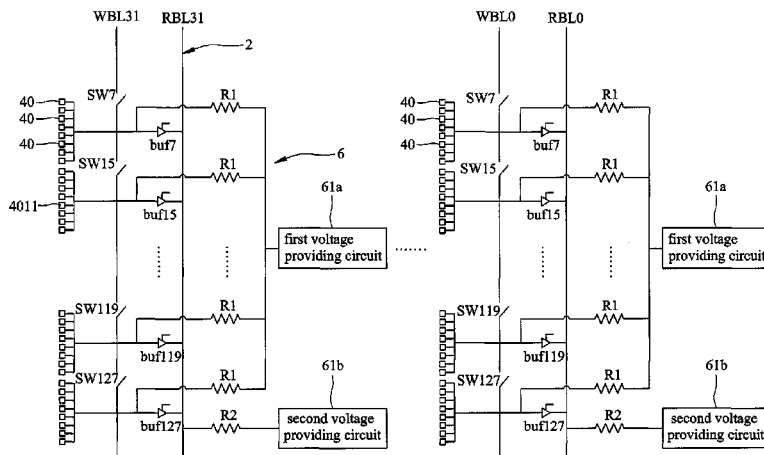 WBL31 RBL31 WBL0 RBL0
2
SW7 R1 SW7 R1
40 40
40 40
40 buf7 40 buf7
6
SW15 R1 SW15 R1
61a 61a
4011
buf15 buf15
first voltage first voltage
providing circuit providing circuit
SW119 R1 SW119 R1
buf119 buf119
61b 61b
SW127 R1 SW127 R1
R2 second voltage R2 second voltage
buf127 providing circuit buf127 providing circuit